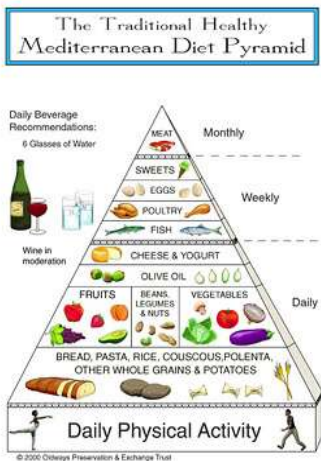 The Traditional Healthy
Mediterranean Diet Pyramid
Daily Beverage
Recommendations:
6 Glasses of Water
Wine in
moderation
MEAT
Monthly
SWEETS
EGGS
POULTRY
FISH
Weekly
CHEESE & YOGURT
OLIVE OIL
FRUITS
BEANS,
LEGUMES
& NUTS
VEGETABLES
Daily
BREAD, PASTA, RICE, COUSCOUS,POLENTA,
OTHER WHOLE GRAINS & POTATOES
Daily Physical Activity
© 2000 Oldways Preservation & Exchange Trust